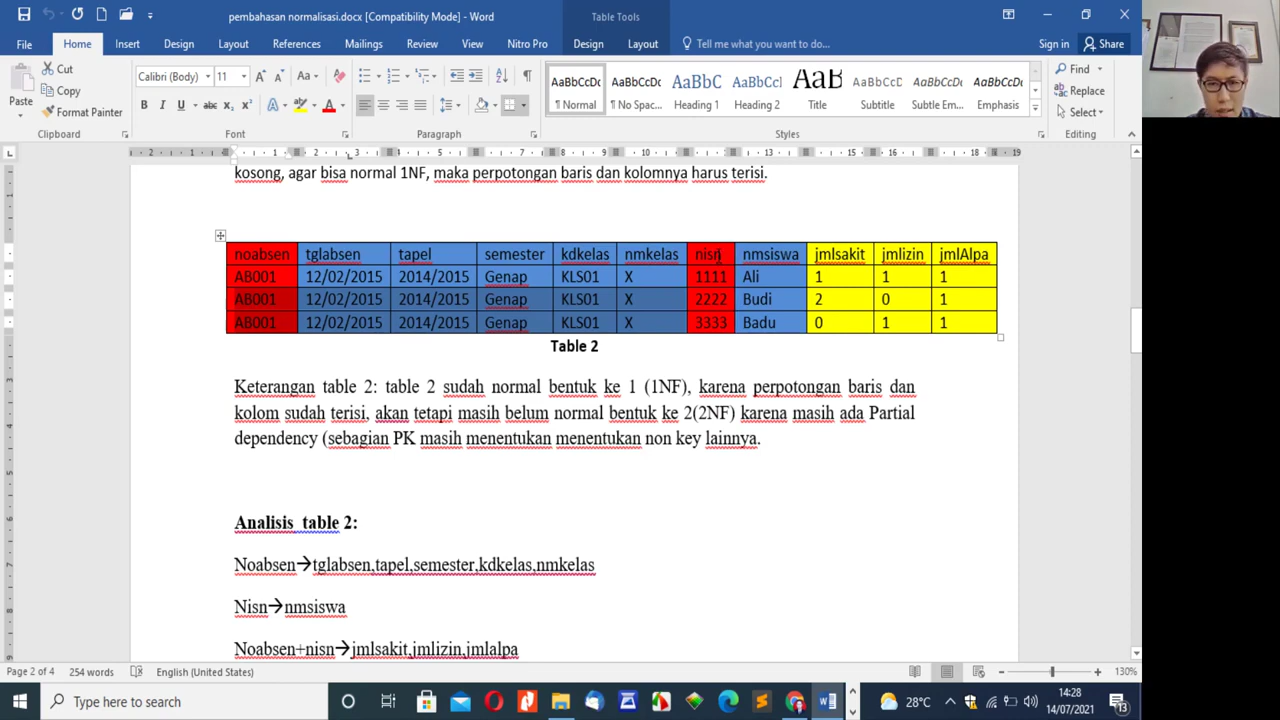 pembahasan normalisasi.docx [Compatibility Mode] - Word
Table Tools
File Home Insert Design Layout References Mailings Review View Nitro Pro Design Layout Tell me what you want to do... Sign in Share
Paste
Cut
Copy
Format Painter
Clipboard
Calibri (Body) 11
Font
Paragraph
AaBbCcDc AaBbCcDc AaBbC AaBbCcl AaB AaBbCcDc AaBbCcDc AaBbCcDc
¶ Normal ¶ No Spac... Heading 1 Heading 2 Title Subtitle Subtle Em... Emphasis
Styles
Find
Replace
Select
Editing
kosong, agar bisa normal 1NF, maka perpotongan baris dan kolomnya harus terisi.
noabsen tglabsen tapel semester kdkelas nmkelas nisn nmsiswa jmlsakit jmlizin jmlAlpa
AB001 12/02/2015 2014/2015 Genap KLS01 X 1111 Ali 1 1 1
AB001 12/02/2015 2014/2015 Genap KLS01 X 2222 Budi 2 0 1
AB001 12/02/2015 2014/2015 Genap KLS01 X 3333 Badu 0 1 1
Table 2
Keterangan table 2: table 2 sudah normal bentuk ke 1 (1NF), karena perpotongan baris dan
kolom sudah terisi, akan tetapi masih belum normal bentuk ke 2(2NF) karena masih ada Partial
dependency (sebagian PK masih menentukan menentukan non key lainnya.
Analisis table 2:
Noabsen→tglabsen,tapel,semester,kdkelas,nmkelas
Nisn→nmsiswa
Noabsen+nisn→jmlsakit,jmlizin,jmlalpa
Page 2 of 4 254 words English (United States) 130%
Type here to search
28°C
14:28
14/07/2021
13